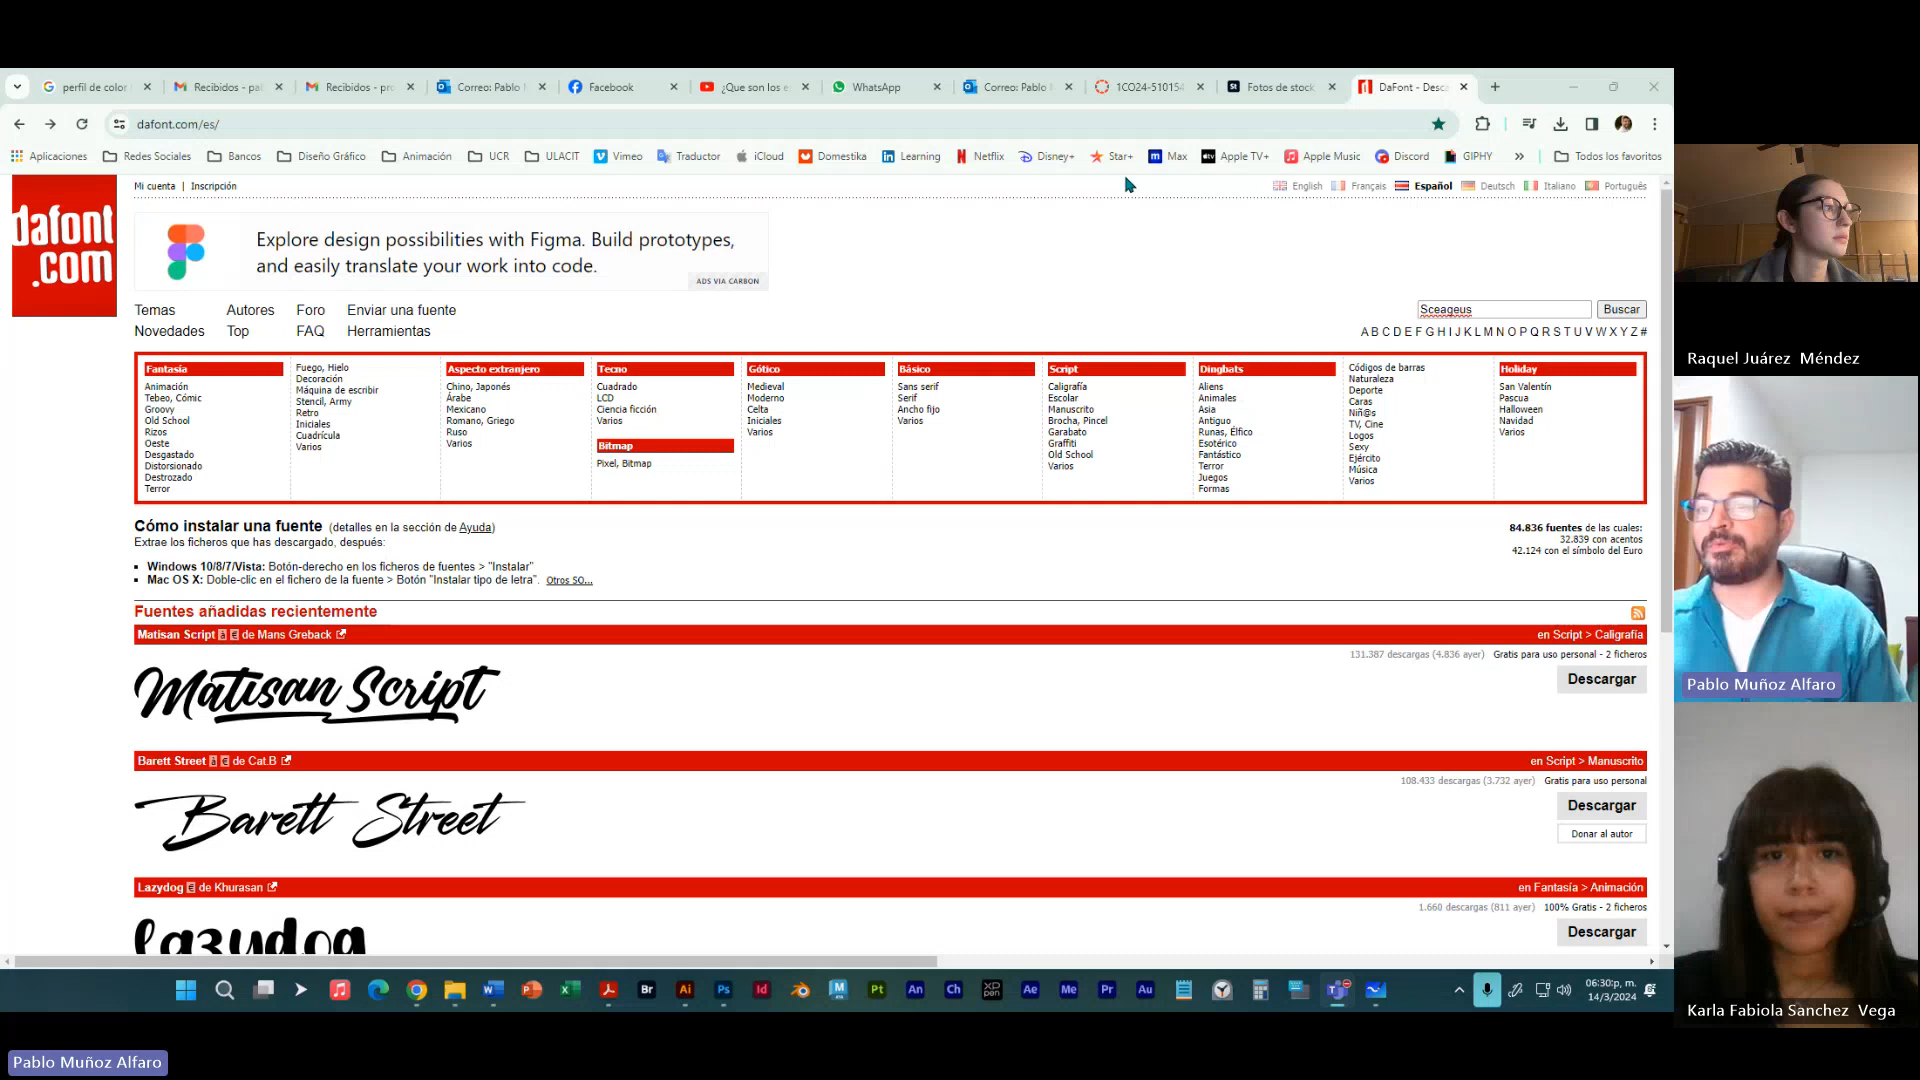 perfil de color
Recibidos - pa
Recibidos - pro
Correo: Pablo
Facebook
¿Que son los e
WhatsApp
Correo: Pablo
1CO24-510154
Fotos de stock
DaFont - Desca
dafont.com/es/
Aplicaciones
Redes Sociales
Bancos
Diseño Gráfico
Animación
UCR
ULACIT
Vimeo
Traductor
iCloud
Domestika
Learning
Netflix
Disney+
Star+
Max
Apple TV+
Apple Music
Discord
GIPHY
»
Todos los favoritos
dafont
.com
Mi cuenta | Inscripción
English
Français
Español
Deutsch
Italiano
Português
Explore design possibilities with Figma. Build prototypes,
and easily translate your work into code.
ADS VIA CARBON
Temas
Autores
Foro
Enviar una fuente
Novedades
Top
FAQ
Herramientas
Sceageus
Buscar
A B C D E F G H I J K L M N O P Q R S T U V W X Y Z #
Fantasía
Animación
Tebeo, Cómic
Groovy
Old School
Rizos
Oeste
Desgastado
Distorsionado
Destrozado
Terror
Fuego, Hielo
Decoración
Máquina de escribir
Stencil, Army
Retro
Iniciales
Cuadrícula
Varios
Aspecto extranjero
Chino, Japonés
Árabe
Mexicano
Romano, Griego
Ruso
Varios
Tecno
Cuadrado
LCD
Ciencia ficción
Varios
Bitmap
Pixel, Bitmap
Gótico
Medieval
Moderno
Celta
Iniciales
Varios
Básico
Sans serif
Serif
Ancho fijo
Varios
Script
Caligrafía
Escolar
Manuscrito
Brocha, Pincel
Garabato
Graffiti
Old School
Varios
Dingbats
Aliens
Animales
Asia
Antiguo
Runas, Élfico
Esotérico
Fantástico
Terror
Juegos
Formas
Códigos de barras
Naturaleza
Deporte
Caras
Niñ@s
TV, Cine
Logos
Sexy
Ejército
Música
Varios
Holiday
San Valentín
Pascua
Halloween
Navidad
Varios
Cómo instalar una fuente (detalles en la sección de Ayuda)
Extrae los ficheros que has descargado, después:
Windows 10/8/7/Vista: Botón-derecho en los ficheros de fuentes > "Instalar"
Mac OS X: Doble-clic en el fichero de la fuente > Botón "Instalar tipo de letra". Otros SO...
84.836 fuentes de las cuales:
32.839 con acentos
42.124 con el símbolo del Euro
Fuentes añadidas recientemente
Matisan Script à € de Mans Greback
en Script > Caligrafía
131.387 descargas (4.836 ayer) Gratis para uso personal - 2 ficheros
Matisan Script
Descargar
Barett Street à € de Cat.B
en Script > Manuscrito
108.433 descargas (3.732 ayer) Gratis para uso personal
Barett Street
Descargar
Donar al autor
Lazydog € de Khurasan
en Fantasía > Animación
1.660 descargas (811 ayer) 100% Gratis - 2 ficheros
Lazydog
Descargar
Br
Ai
Ps
Id
Pt
An
Ch
XP
PEN
Ae
Me
Pr
Au
06:30:p, m.
14/3/2024
Raquel Juárez Méndez
Pablo Muñoz Alfaro
Karla Fabiola Sanchez Vega
Pablo Muñoz Alfaro